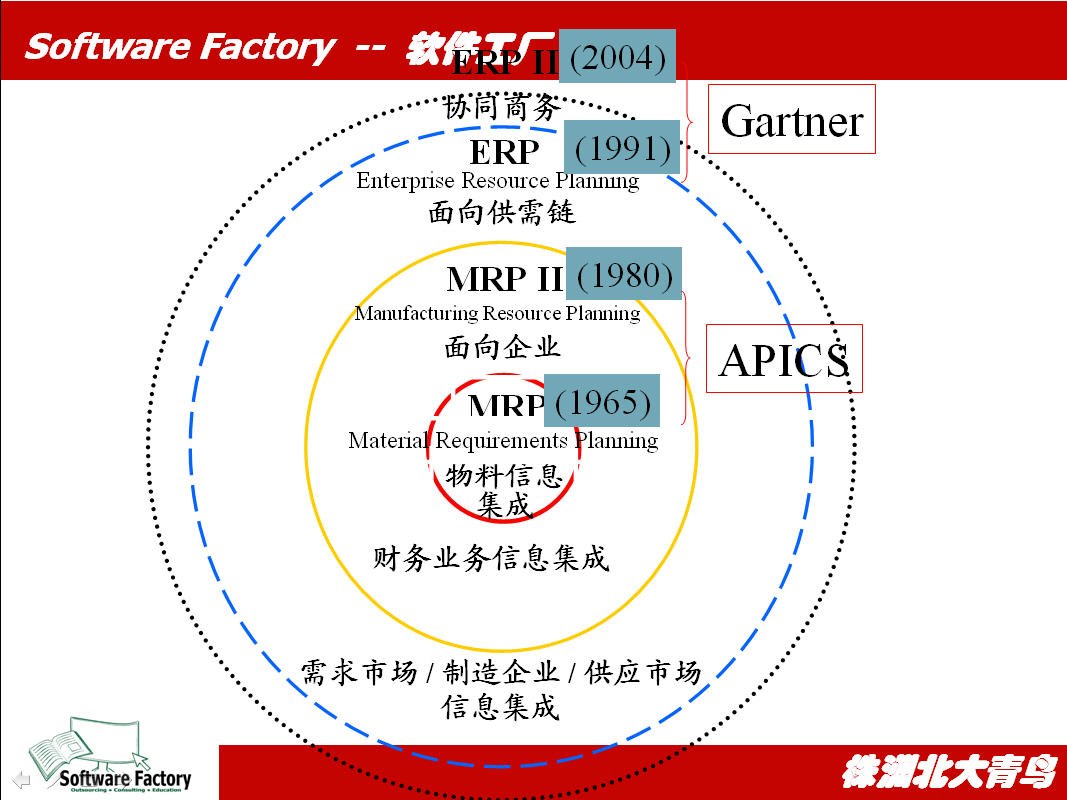 Software Factory -- 软件工厂
ERP II (2004)
协同商务
Gartner
ERP (1991)
Enterprise Resource Planning
面向供需链
MRP II (1980)
Manufacturing Resource Planning
面向企业
APICS
MRP (1965)
Material Requirements Planning
物料信息
集成
财务业务信息集成
需求市场 / 制造企业 / 供应市场
信息集成
Software Factory
Outsourcing • Consulting • Education
株洲北大青鸟